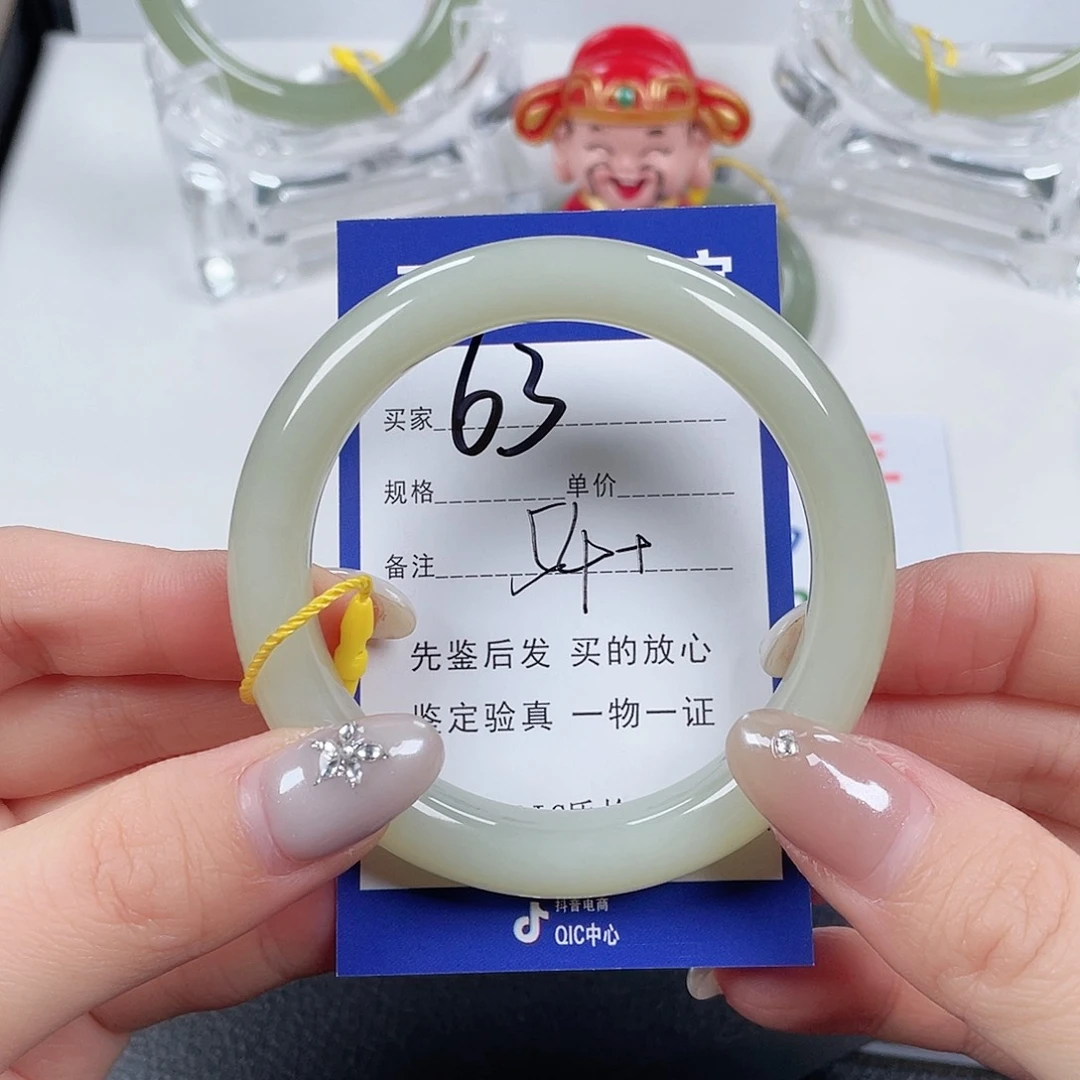 买家 63
规格 单价
备注
先鉴后发 买的放心
鉴定验真 一物一证
抖音电商
QIC中心